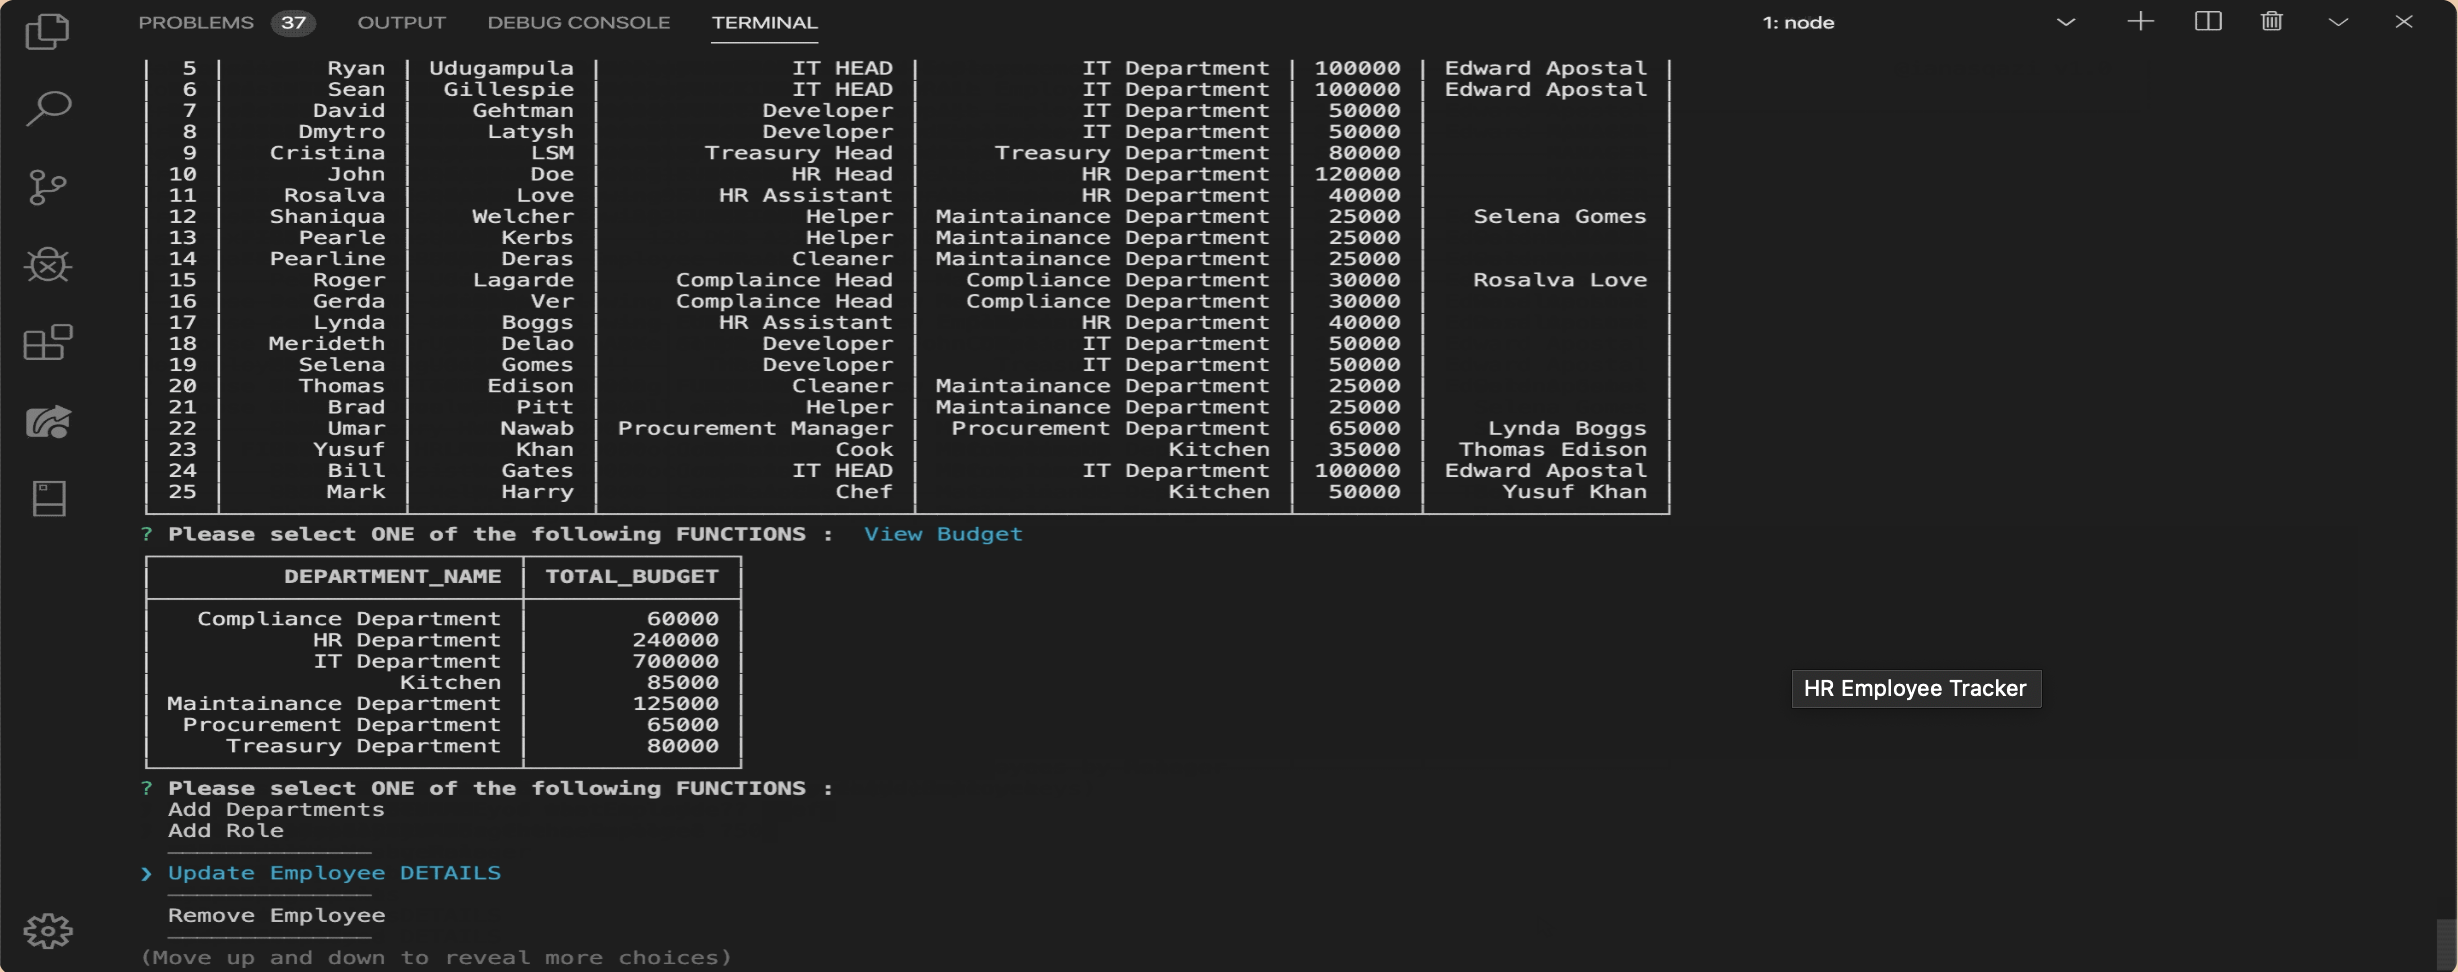 PROBLEMS 37 OUTPUT DEBUG CONSOLE TERMINAL 1: node
5 | Ryan | Udugampula | IT HEAD | IT Department | 100000 | Edward Apostal
6 | Sean | Gillespie | IT HEAD | IT Department | 100000 | Edward Apostal
7 | David | Gehtman | Developer | IT Department | 50000 |
8 | Dmytro | Latysh | Developer | IT Department | 50000 |
9 | Cristina | LSM | Treasury Head | Treasury Department | 80000 |
10 | John | Doe | HR Head | HR Department | 120000 |
11 | Rosalva | Love | HR Assistant | HR Department | 40000 |
12 | Shaniqua | Welcher | Helper | Maintainance Department | 25000 | Selena Gomes
13 | Pearle | Kerbs | Helper | Maintainance Department | 25000 |
14 | Pearline | Deras | Cleaner | Maintainance Department | 25000 |
15 | Roger | Lagarde | Complaince Head | Compliance Department | 30000 | Rosalva Love
16 | Gerda | Ver | Complaince Head | Compliance Department | 30000 |
17 | Lynda | Boggs | HR Assistant | HR Department | 40000 |
18 | Merideth | Delao | Developer | IT Department | 50000 |
19 | Selena | Gomes | Developer | IT Department | 50000 |
20 | Thomas | Edison | Cleaner | Maintainance Department | 25000 |
21 | Brad | Pitt | Helper | Maintainance Department | 25000 |
22 | Umar | Nawab | Procurement Manager | Procurement Department | 65000 | Lynda Boggs
23 | Yusuf | Khan | Cook | Kitchen | 35000 | Thomas Edison
24 | Bill | Gates | IT HEAD | IT Department | 100000 | Edward Apostal
25 | Mark | Harry | Chef | Kitchen | 50000 | Yusuf Khan
? Please select ONE of the following FUNCTIONS : View Budget
DEPARTMENT_NAME | TOTAL_BUDGET
Compliance Department | 60000
HR Department | 240000
IT Department | 700000
Kitchen | 85000
Maintainance Department | 125000
Procurement Department | 65000
Treasury Department | 80000
HR Employee Tracker
? Please select ONE of the following FUNCTIONS :
Add Departments
Add Role
❯ Update Employee DETAILS
Remove Employee
(Move up and down to reveal more choices)